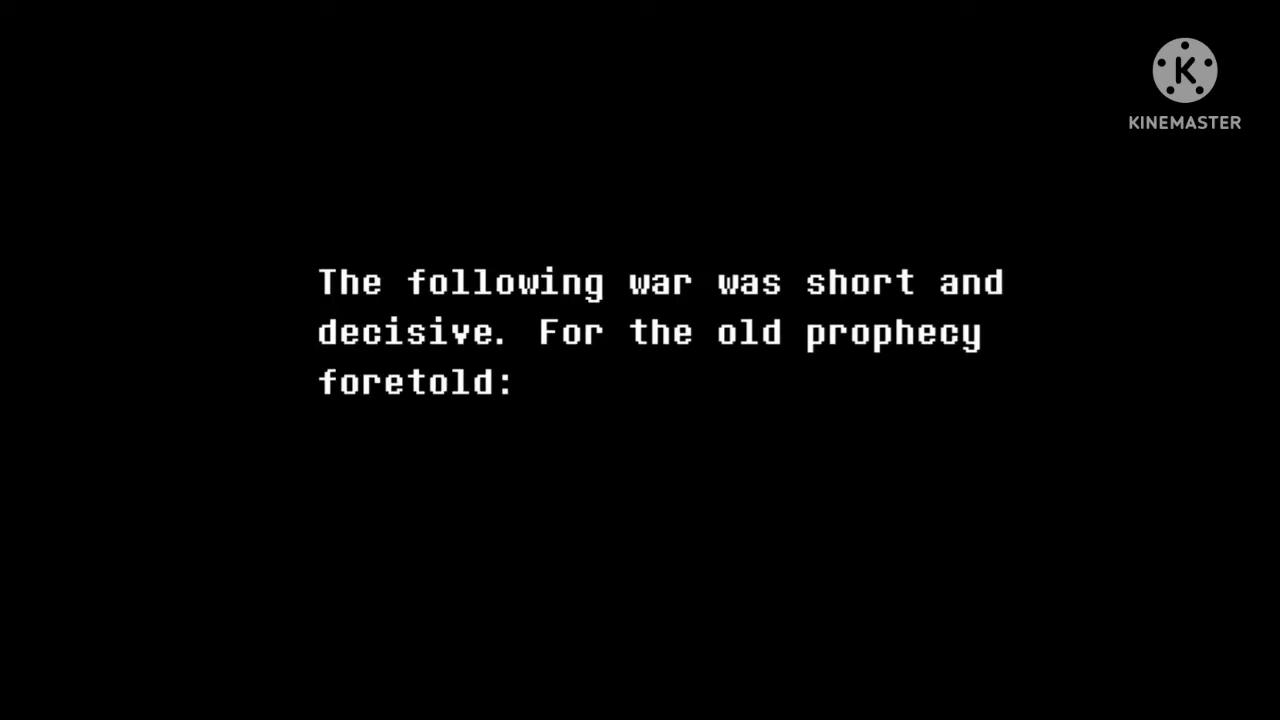 K
KINEMASTER
The following war was short and
decisive. For the old prophecy
foretold: